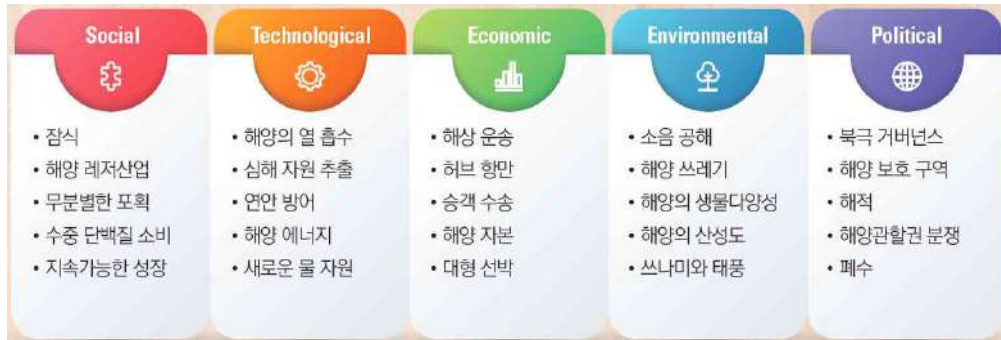 Social
• 잠식
• 해양 레저산업
• 무분별한 포획
• 수중 단백질 소비
• 지속가능한 성장
Technological
• 해양의 열 흡수
• 심해 자원 추출
• 연안 방어
• 해양 에너지
• 새로운 물 자원
Economic
• 해상 운송
• 허브 항만
• 승객 수송
• 해양 자본
• 대형 선박
Environmental
• 소음 공해
• 해양 쓰레기
• 해양의 생물다양성
• 해양의 산성도
• 쓰나미와 태풍
Political
• 북극 거버넌스
• 해양 보호 구역
• 해적
• 해양관할권 분쟁
• 폐수